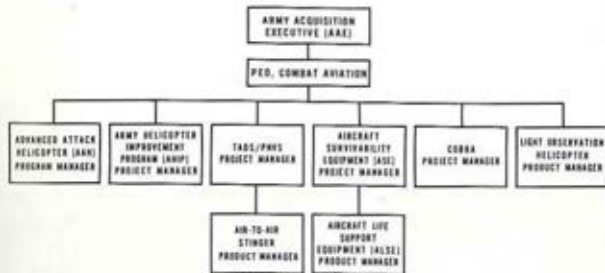 ARMY ACQUISITION
EXECUTIVE (AAE)
PEO, COMBAT AVIATION
ADVANCED ATTACK
HELICOPTER (AAH)
PROGRAM MANAGER
ARMY HELICOPTER
IMPROVEMENT
PROGRAM (AHIP)
PROJECT MANAGER
TADS/PNVS
PROJECT MANAGER
AIRCRAFT
SURVIVABILITY
EQUIPMENT (ASE)
PROJECT MANAGER
COBRA
PROJECT MANAGER
LIGHT OBSERVATION
HELICOPTER
PRODUCT MANAGER
AIR-TO-AIR
STINGER
PRODUCT MANAGER
AIRCRAFT LIFE
SUPPORT
EQUIPMENT (ALSE)
PRODUCT MANAGER